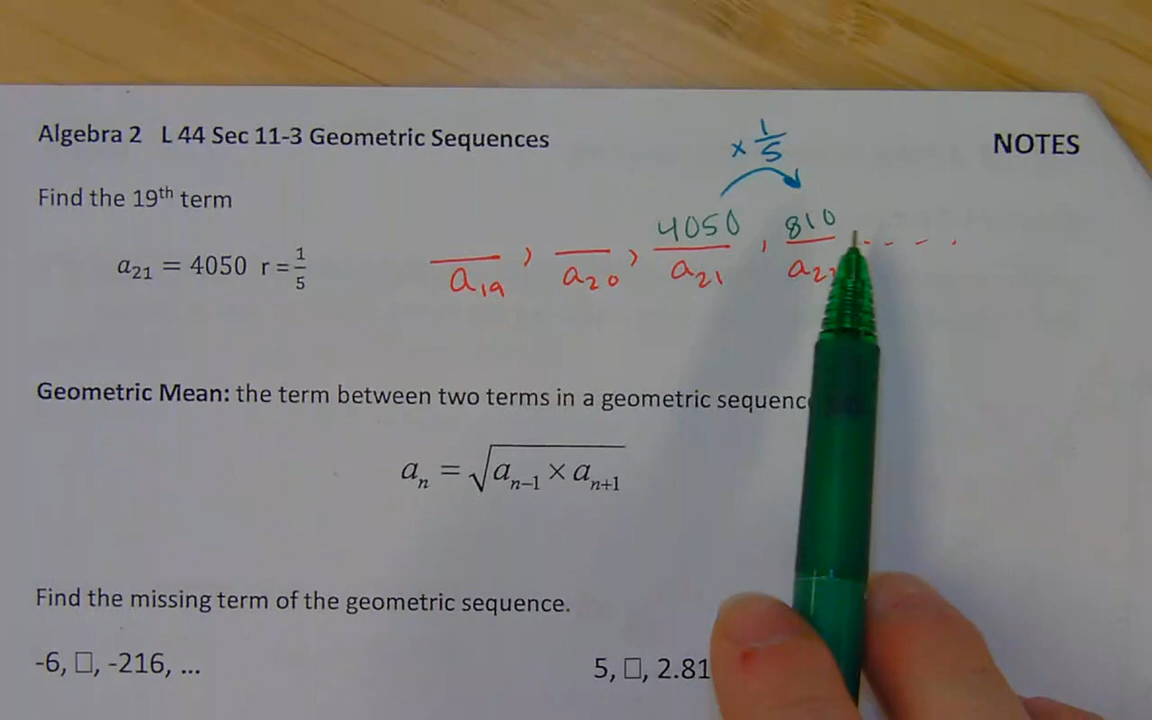 Algebra 2 L 44 Sec 11-3 Geometric Sequences
NOTES
× 1/5
Find the 19th term
4050 , 810 . . - - .
a21 = 4050 r = 1/5
a19 , a20 , a21
Geometric Mean: the term between two terms in a geometric
an = √(an−1 × an+1)
Find the missing term of the geometric sequence.
-6, □, -216, ...
5, □, 2.81